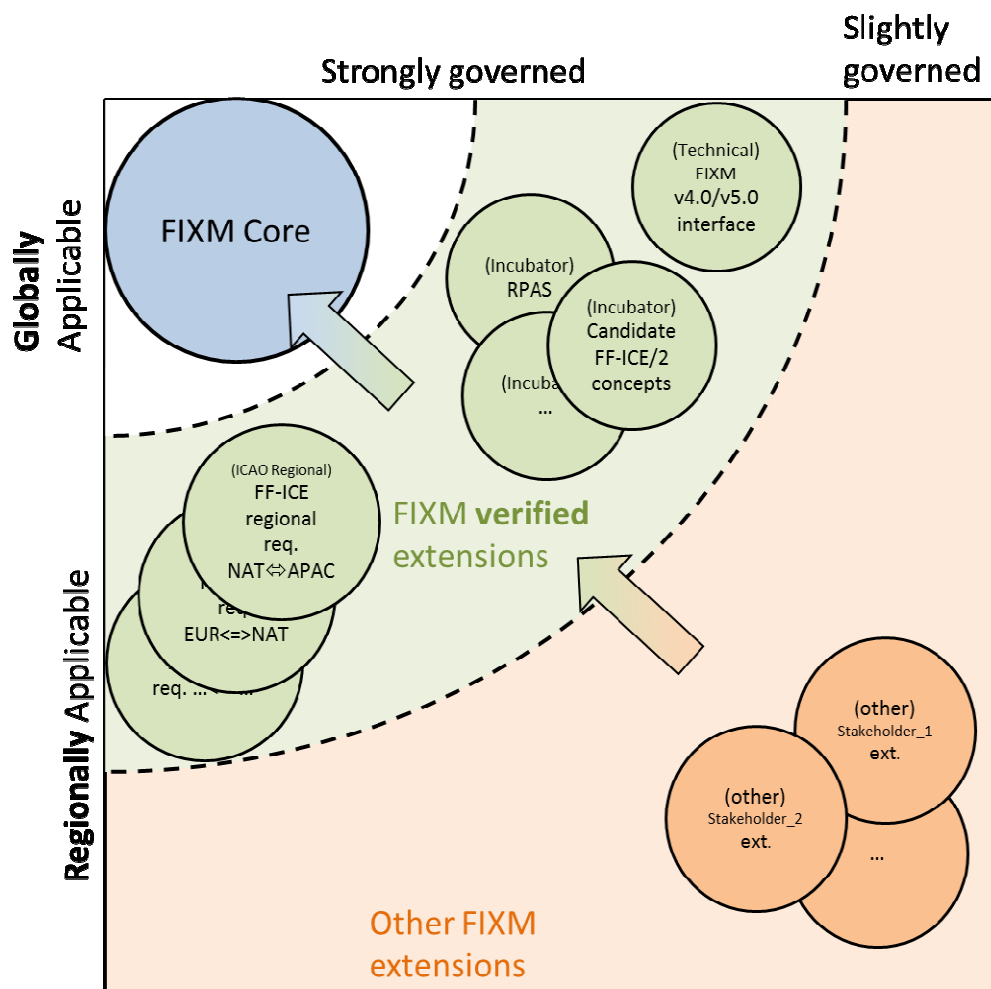 Slightly
governed
Strongly governed
Globally
Applicable
FIXM Core
(Technical)
FIXM
v4.0/v5.0
interface
(Incubator)
RPAS
(Incubator)
Candidate
FF-ICE/2
concepts
(Incuba
...
(ICAO Regional)
FF-ICE
regional
req.
NAT⇔APAC
EUR<=>NAT
req. ...
FIXM verified
extensions
Regionally Applicable
(other)
Stakeholder_1
ext.
(other)
Stakeholder_2
ext.
...
Other FIXM
extensions